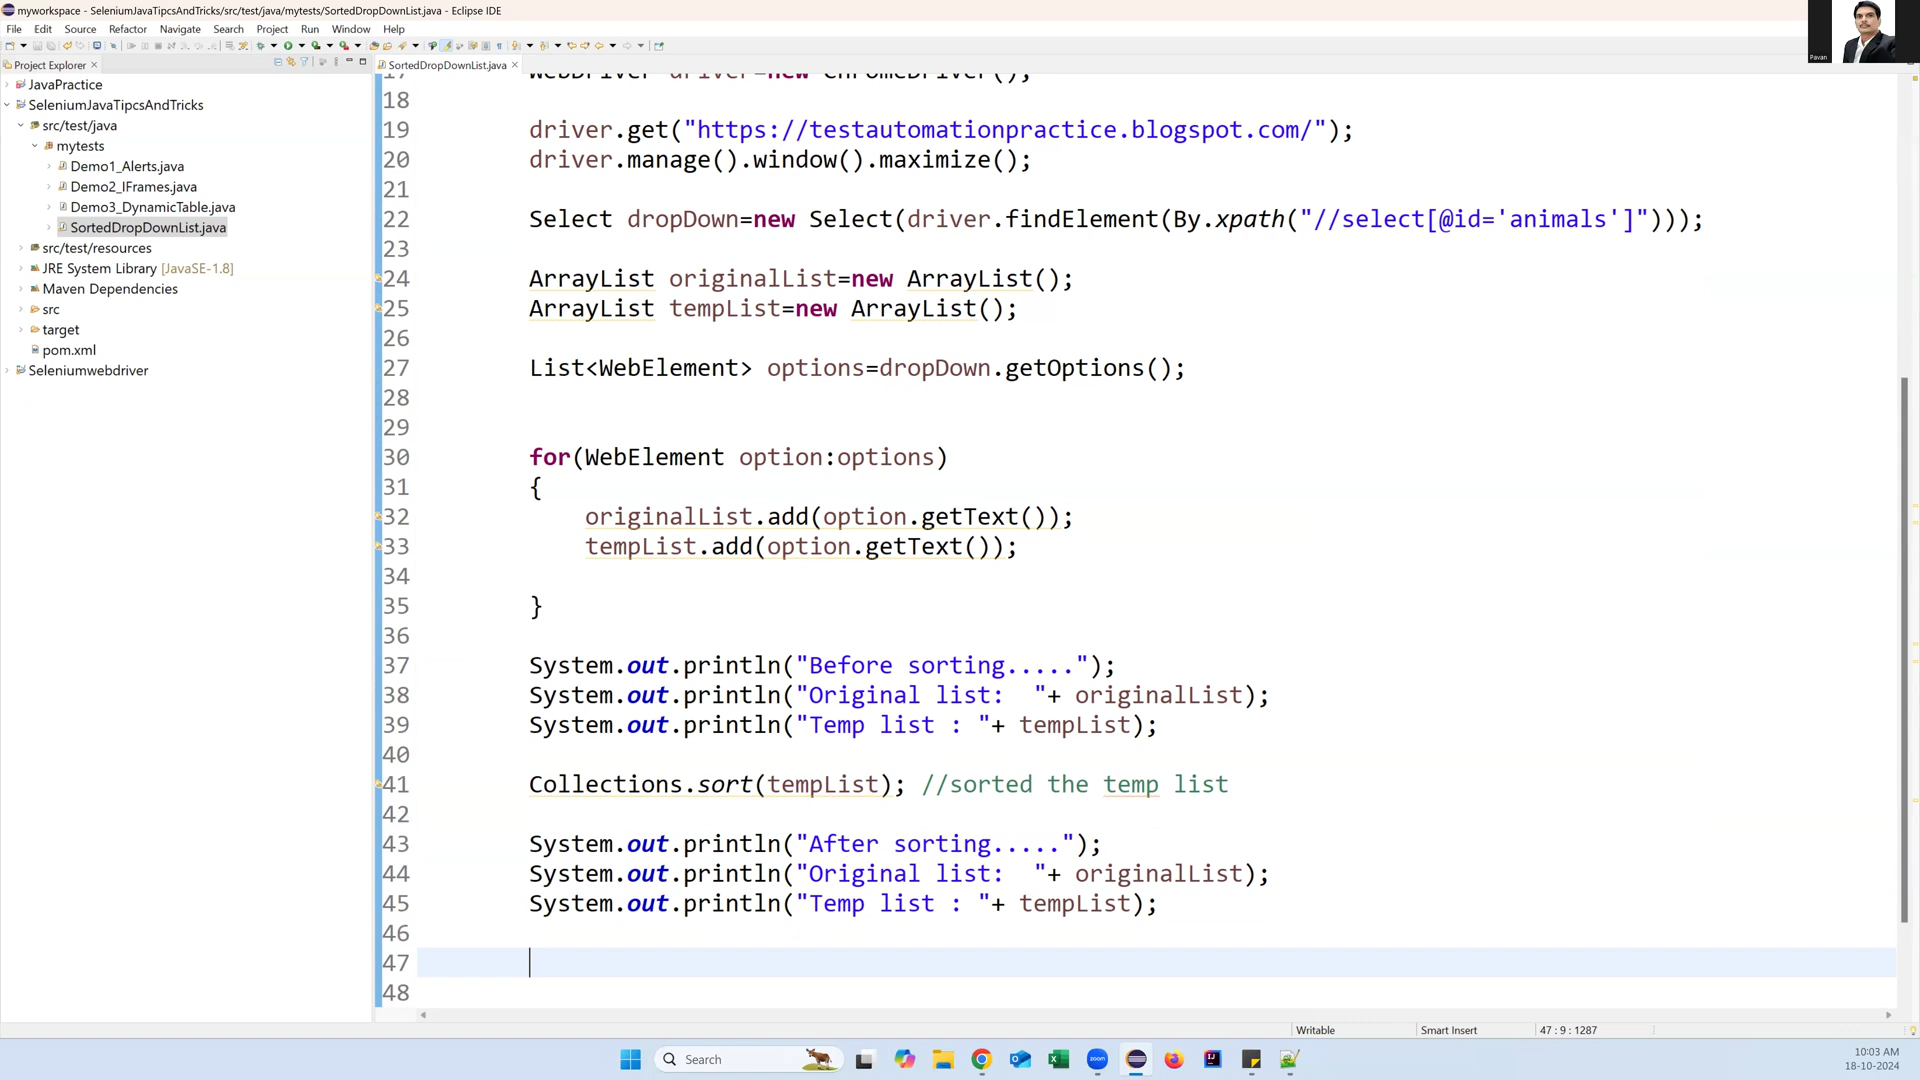 myworkspace - SeleniumJavaTipcsAndTricks/src/test/java/mytests/SortedDropDownList.java - Eclipse IDE
File Edit Source Refactor Navigate Search Project Run Window Help
Pavan
Project Explorer
SortedDropDownList.java
JavaPractice
SeleniumJavaTipcsAndTricks
src/test/java
mytests
Demo1_Alerts.java
Demo2_IFrames.java
Demo3_DynamicTable.java
SortedDropDownList.java
src/test/resources
JRE System Library [JavaSE-1.8]
Maven Dependencies
src
target
pom.xml
Seleniumwebdriver
17 WebDriver driver=new ChromeDriver();
18
19 driver.get("https://testautomationpractice.blogspot.com/");
20 driver.manage().window().maximize();
21
22 Select dropDown=new Select(driver.findElement(By.xpath("//select[@id='animals']")));
23
24 ArrayList originalList=new ArrayList();
25 ArrayList tempList=new ArrayList();
26
27 List<WebElement> options=dropDown.getOptions();
28
29
30 for(WebElement option:options)
31 {
32 originalList.add(option.getText());
33 tempList.add(option.getText());
34
35 }
36
37 System.out.println("Before sorting.....");
38 System.out.println("Original list:  "+ originalList);
39 System.out.println("Temp list : "+ tempList);
40
41 Collections.sort(tempList); //sorted the temp list
42
43 System.out.println("After sorting.....");
44 System.out.println("Original list:  "+ originalList);
45 System.out.println("Temp list : "+ tempList);
46
47
48
Writable Smart Insert 47 : 9 : 1287
Search
zoom
10:03 AM
18-10-2024